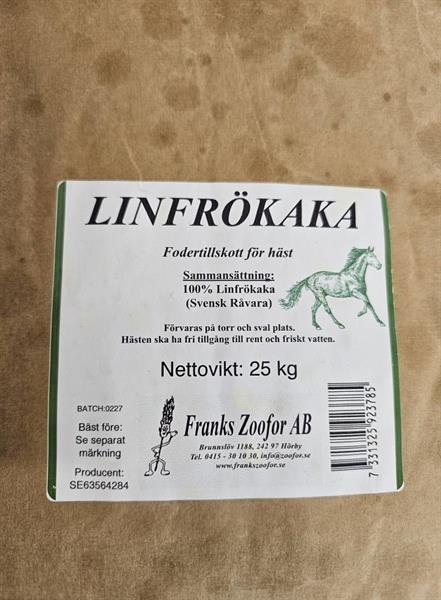 LINFRÖKAKA
Fodertillskott för häst
Sammansättning:
100% Linfrökaka
(Svensk Råvara)
Förvaras på torr och sval plats.
Hästen ska ha fri tillgång till rent och friskt vatten.
Nettovikt: 25 kg
BATCH:0227
Bäst före:
Se separat
märkning
Producent:
SE63564284
Franks Zoofor AB
Brunnslöv 1188, 242 97 Hörby
Tel. 0415 - 30 10 30, info@zoofor.se
www.frankszoofor.se
7 331325 923785